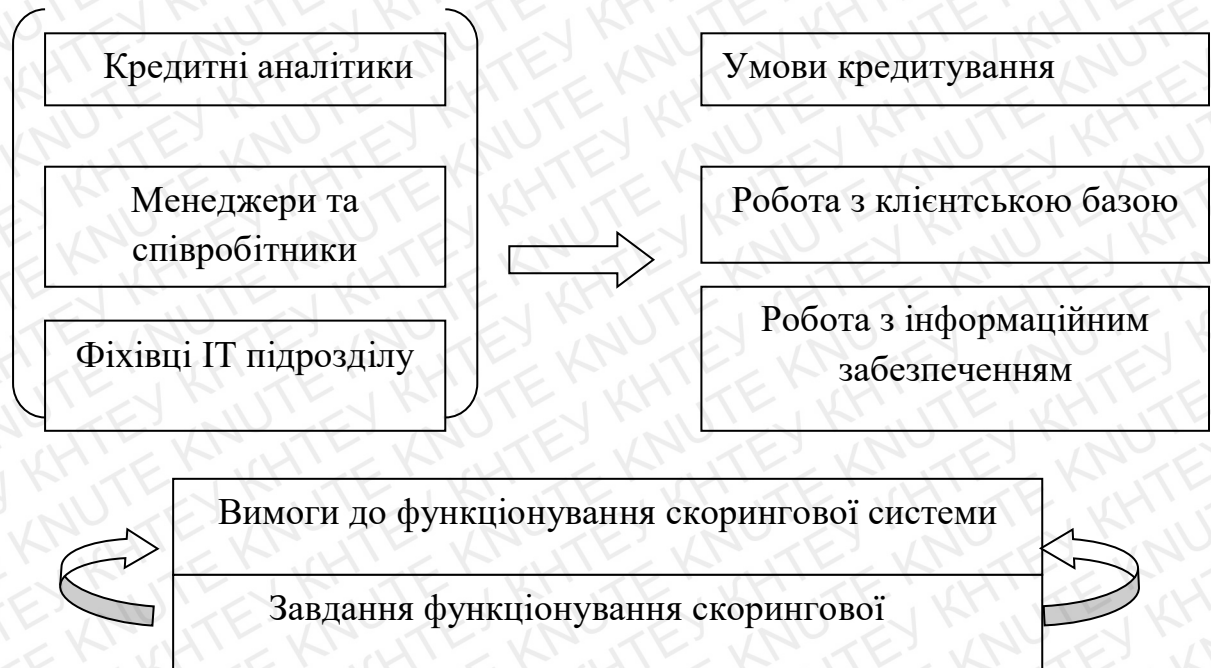 Кредитні аналітики
Умови кредитування
Менеджери та
співробітники
Робота з клієнтською базою
Фіхівці ІТ підрозділу
Робота з інформаційним
забезпеченням
Вимоги до функціонування скорингової системи
Завдання функціонування скорингової